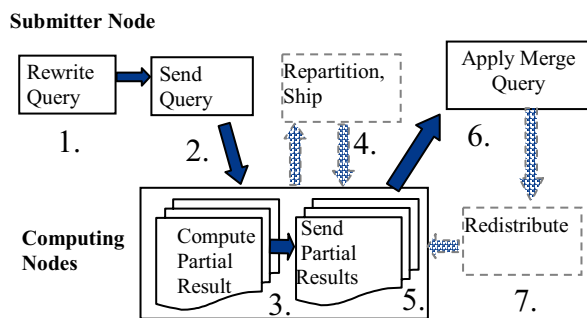 Submitter Node
Rewrite
Query
Send
Query
Repartition,
Ship
Apply Merge
Query
1.
2.
4.
6.
Computing
Nodes
Compute
Partial
Result
3.
Send
Partial
Results
5.
Redistribute
7.